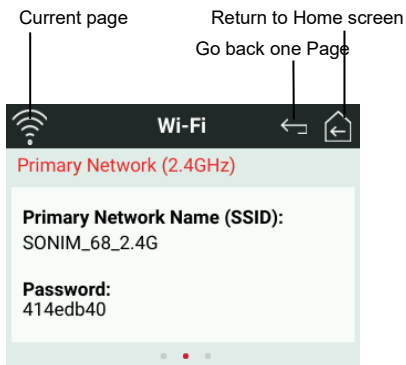 Current page
Return to Home screen
Go back one Page
Wi-Fi
Primary Network (2.4GHz)
Primary Network Name (SSID):
SONIM_68_2.4G
Password:
414edb40